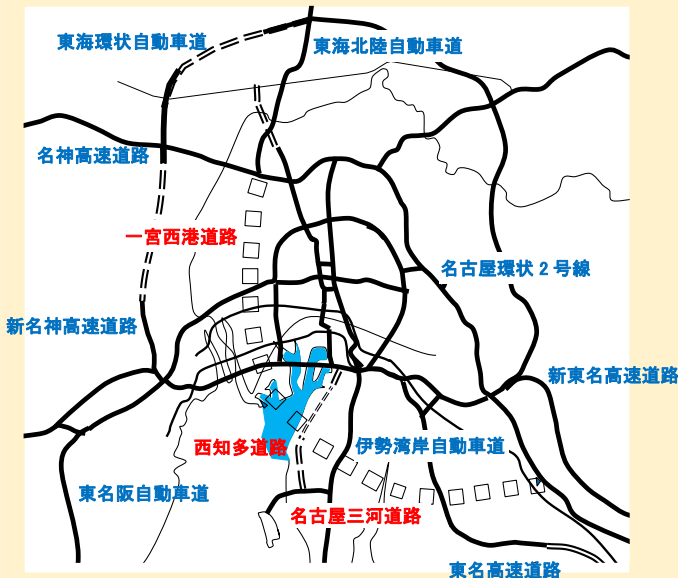 東海環状自動車道
東海北陸自動車道
名神高速道路
一宮西港道路
名古屋環状２号線
新名神高速道路
新東名高速道路
西知多道路
伊勢湾岸自動車道
東名阪自動車道
名古屋三河道路
東名高速道路